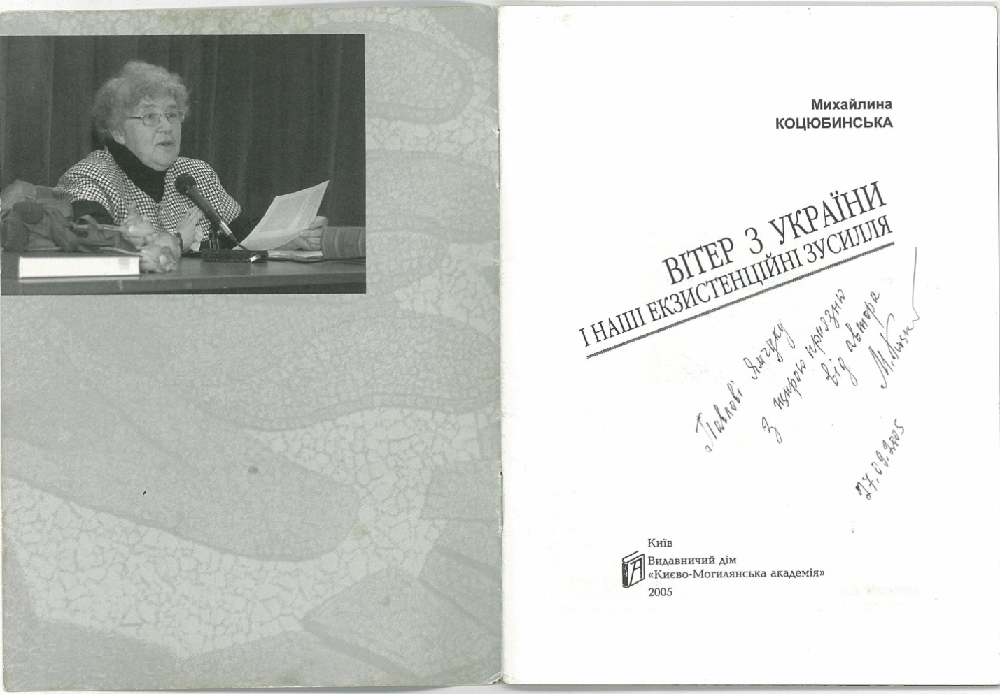 Михайлина
КОЦЮБИНСЬКА
ВІТЕР З УКРАЇНИ
І НАШІ ЕКЗИСТЕНЦІЙНІ ЗУСИЛЛЯ
Павлові Ямчуку
з щирою приязню
від автора
27.09.2005
Київ
Видавничий дім
«Києво-Могилянська академія»
2005